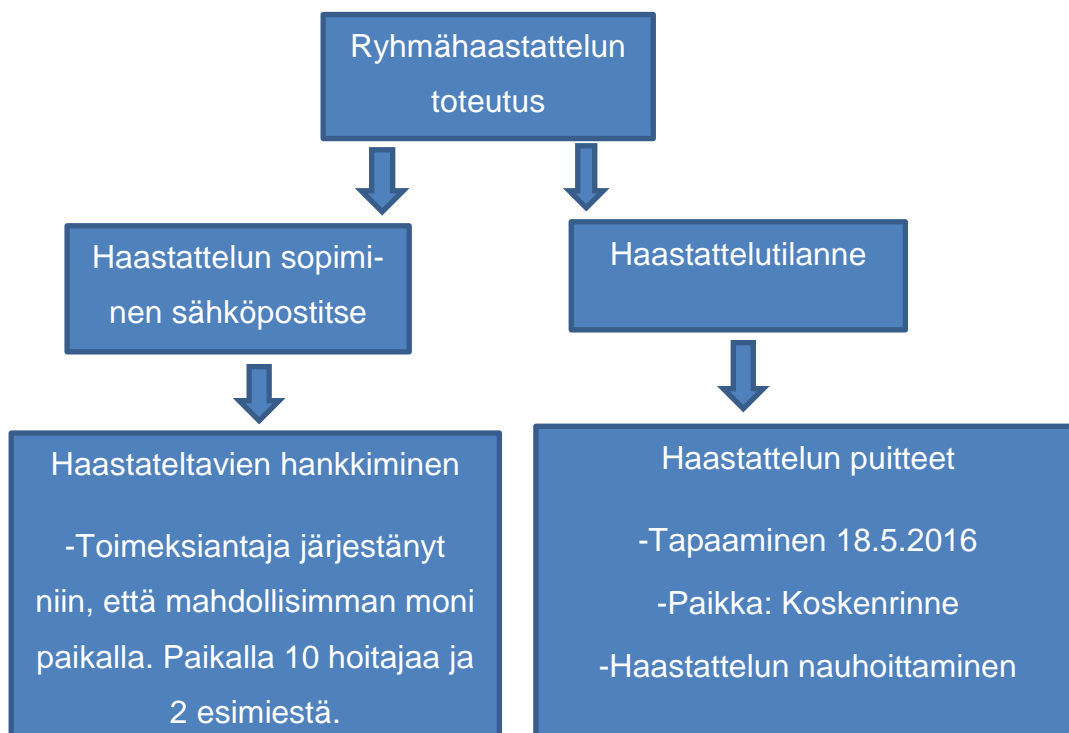 Ryhmähaastattelun
toteutus
Haastattelun sopimi-
nen sähköpostitse
Haastattelutilanne
Haastateltavien hankkiminen
-Toimeksiantaja järjestänyt
niin, että mahdollisimman moni
paikalla. Paikalla 10 hoitajaa ja
2 esimiestä.
Haastattelun puitteet
-Tapaaminen 18.5.2016
-Paikka: Koskenrinne
-Haastattelun nauhoittaminen